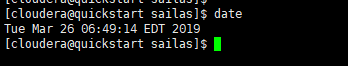 [cloudera@quickstart sailas]$ date
Tue Mar 26 06:49:14 EDT 2019
[cloudera@quickstart sailas]$